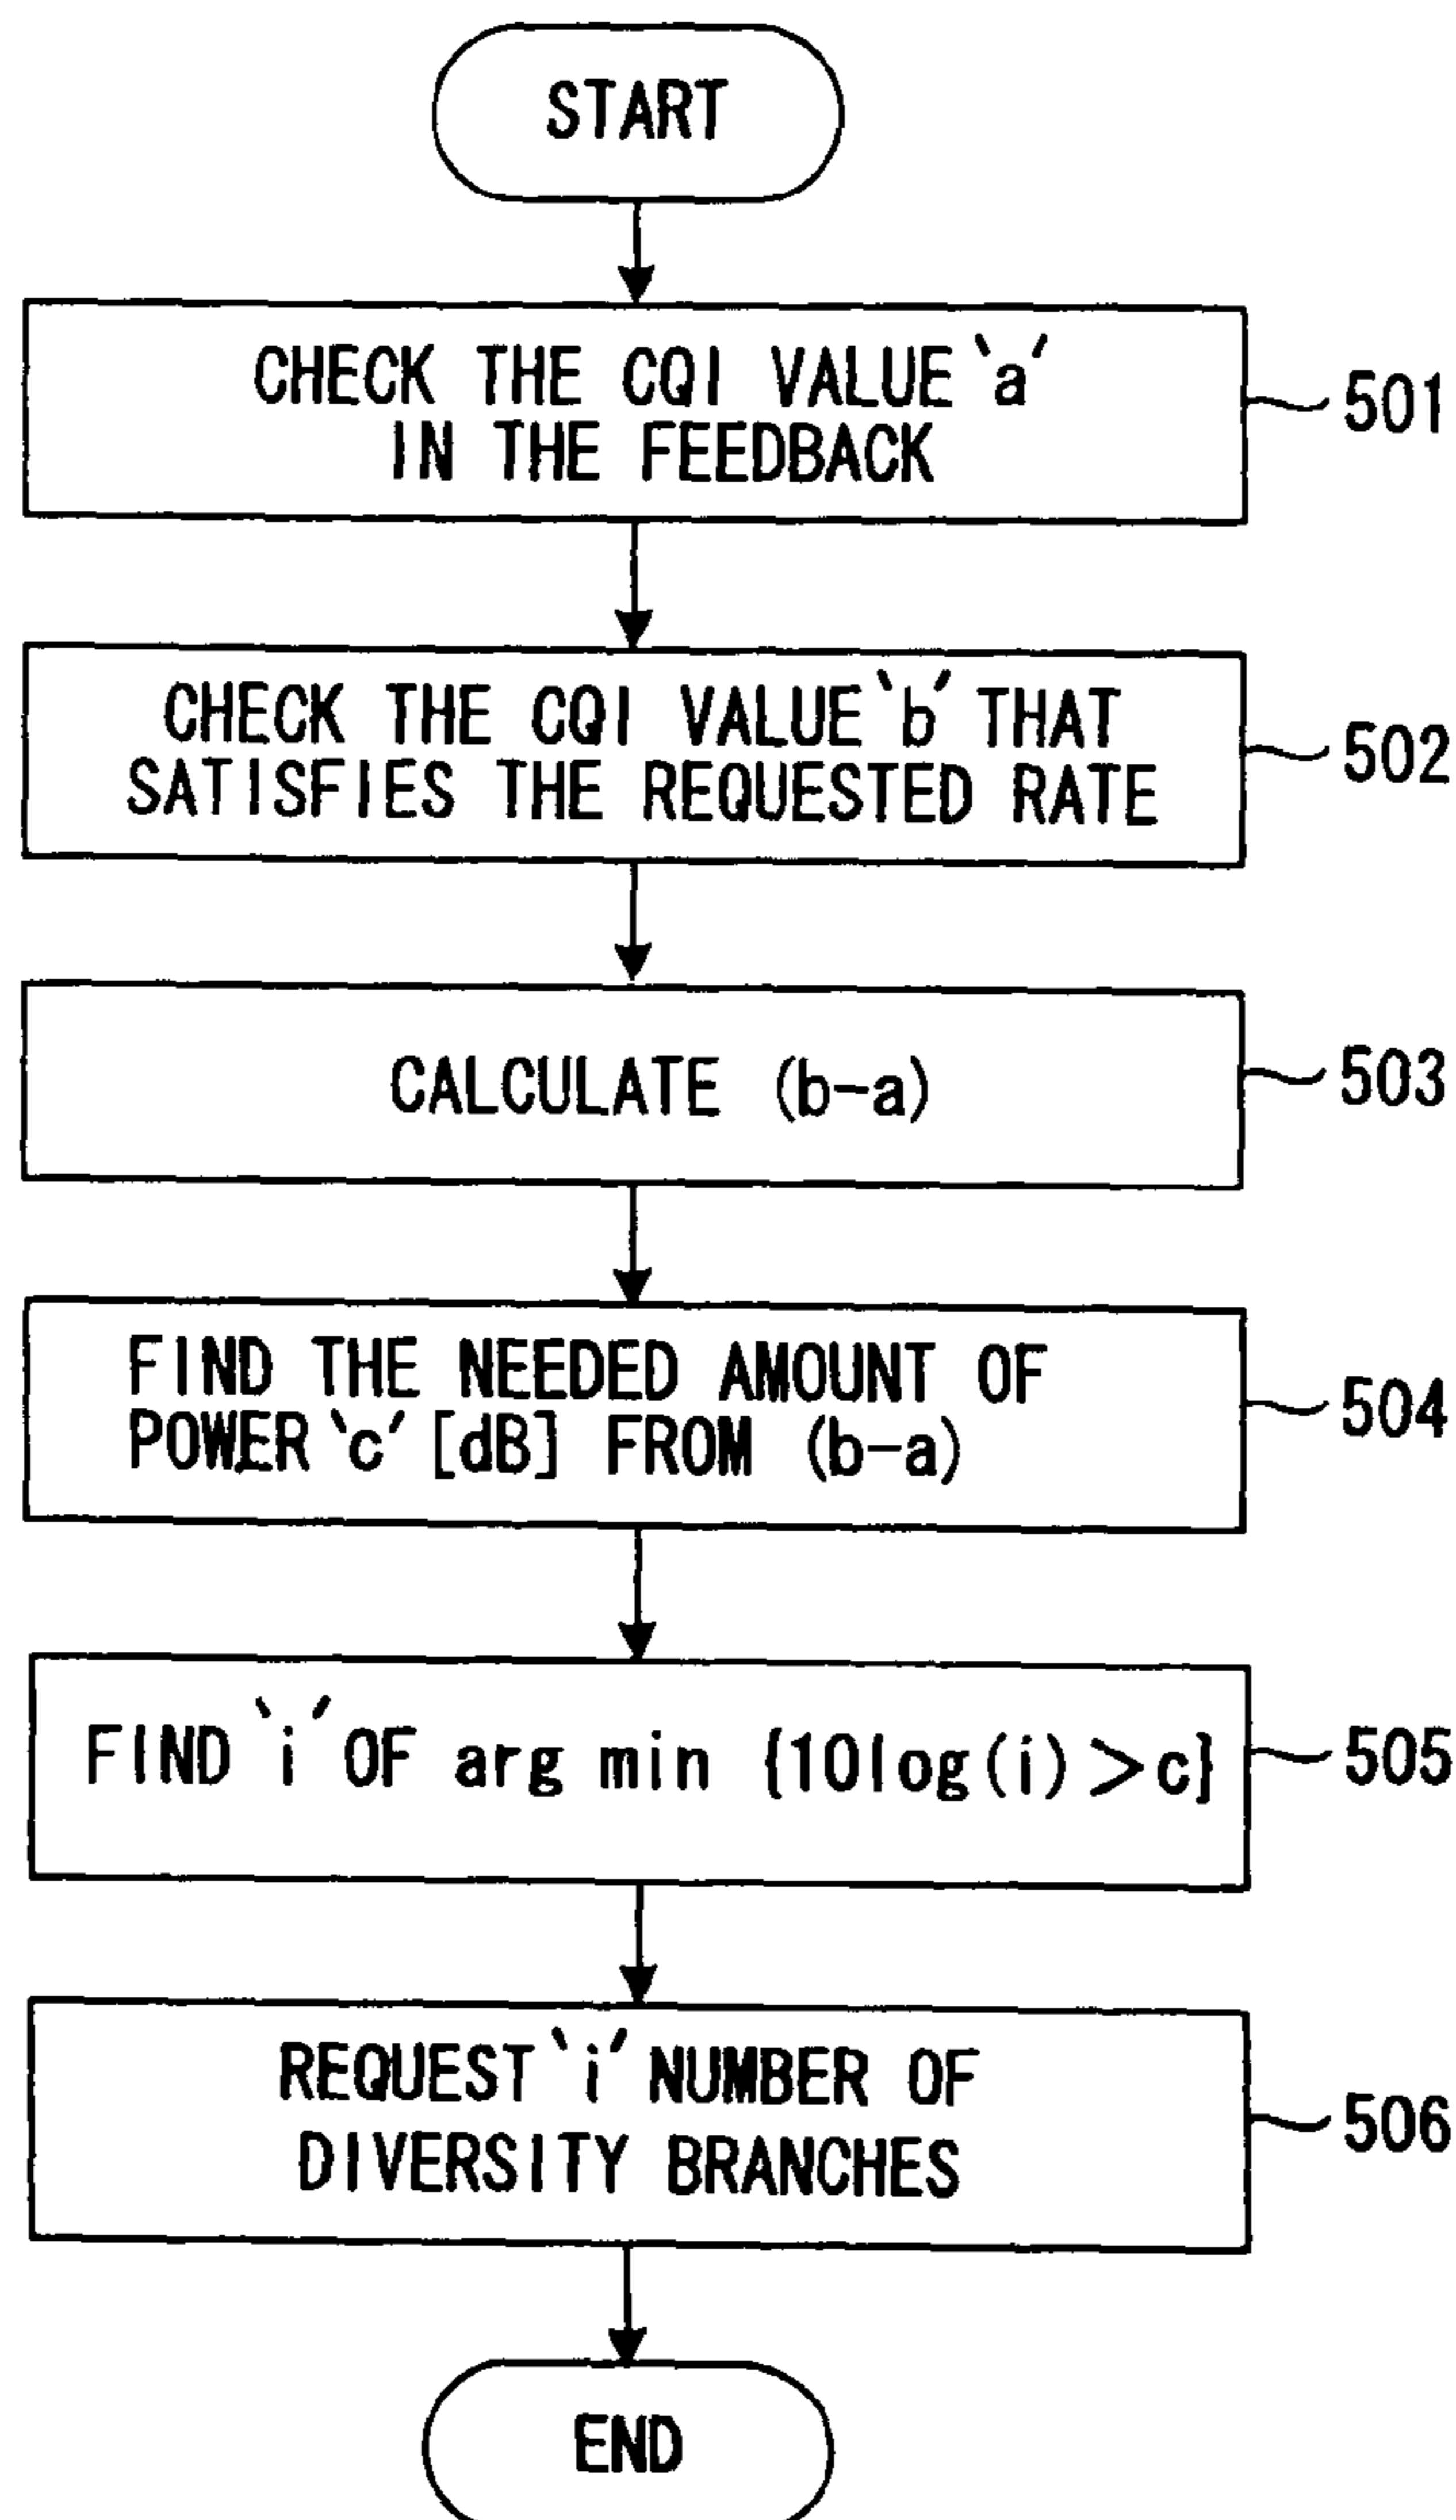 START
CHECK THE CQI VALUE `a'
IN THE FEEDBACK
501
CHECK THE CQI VALUE `b' THAT
SATISFIES THE REQUESTED RATE
502
CALCULATE (b-a)
503
FIND THE NEEDED AMOUNT OF
POWER `c' [dB] FROM (b-a)
504
FIND `i' OF arg min {10log(i)>c}
505
REQUEST `i' NUMBER OF
DIVERSITY BRANCHES
506
END